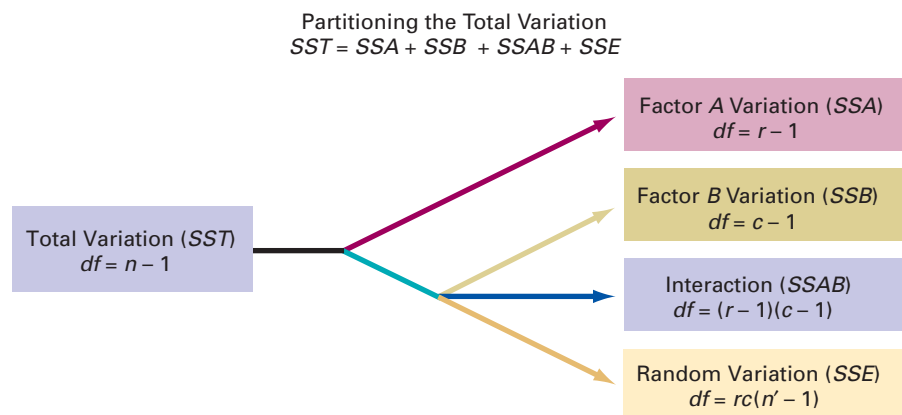 Partitioning the Total Variation
SST = SSA + SSB + SSAB + SSE
Factor A Variation (SSA)
df = r – 1
Factor B Variation (SSB)
df = c – 1
Total Variation (SST)
df = n – 1
Interaction (SSAB)
df = (r – 1)(c – 1)
Random Variation (SSE)
df = rc(n′ – 1)